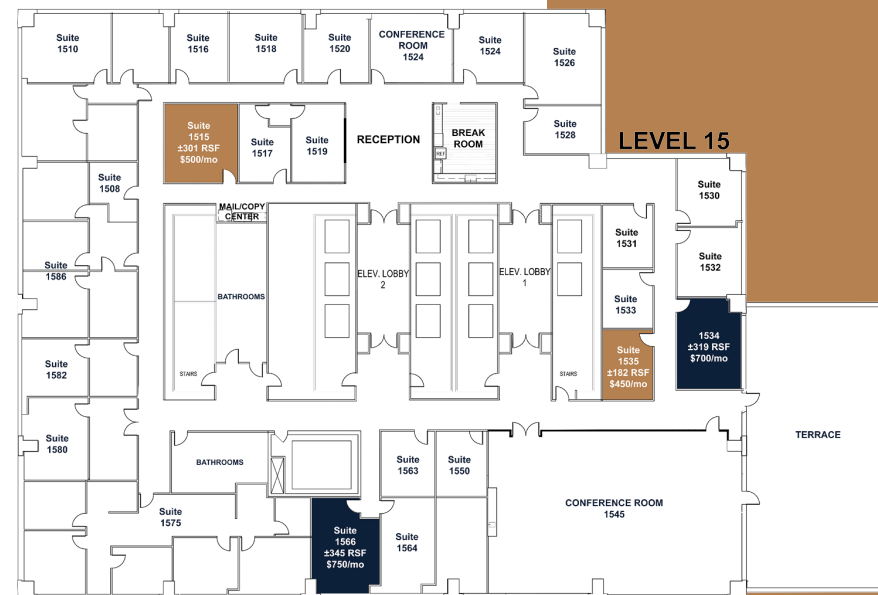 Suite
1510
Suite
1516
Suite
1518
Suite
1520
CONFERENCE
ROOM
1524
Suite
1524
Suite
1526
Suite
1515
±301 RSF
$500/mo
Suite
1517
Suite
1519
RECEPTION
BREAK
ROOM
REF
Suite
1528
LEVEL 15
Suite
1508
MAIL/COPY
CENTER
Suite
1530
Suite
1531
Suite
1532
Suite
1586
BATHROOMS
ELEV. LOBBY
2
ELEV. LOBBY
1
Suite
1533
1534
±319 RSF
$700/mo
Suite
1535
±182 RSF
$450/mo
Suite
1582
STAIRS
STAIRS
Suite
1580
BATHROOMS
Suite
1563
Suite
1550
TERRACE
CONFERENCE ROOM
1545
Suite
1575
Suite
1566
±345 RSF
$750/mo
Suite
1564